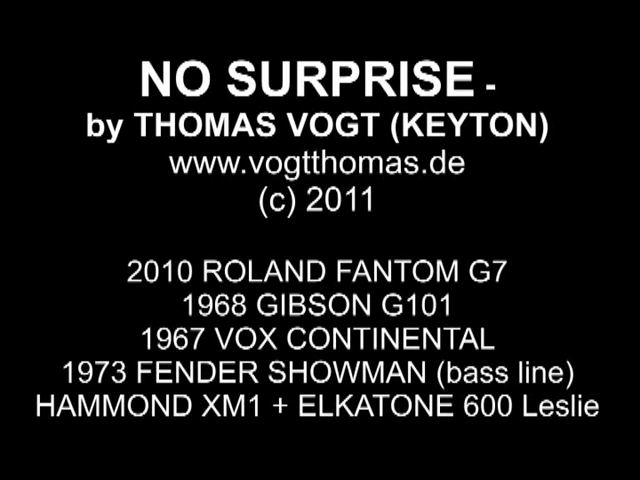 NO SURPRISE -
by THOMAS VOGT (KEYTON)
www.vogtthomas.de
(c) 2011
2010 ROLAND FANTOM G7
1968 GIBSON G101
1967 VOX CONTINENTAL
1973 FENDER SHOWMAN (bass line)
HAMMOND XM1 + ELKATONE 600 Leslie